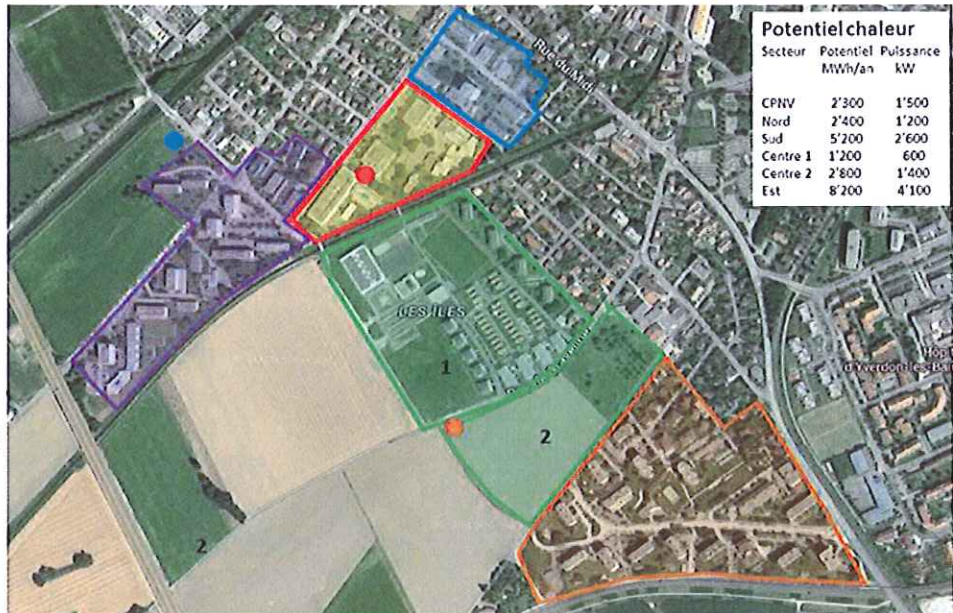 Potentiel chaleur
Secteur Potentiel Puissance
MWh/an kW
CPNV 2'300 1'500
Nord 2'400 1'200
Sud 5'200 2'600
Centre 1 1'200 600
Centre 2 2'800 1'400
Est 8'200 4'100
Rue du Midi
LES ILES
1
2
2
d'Yverdon-les-Bai